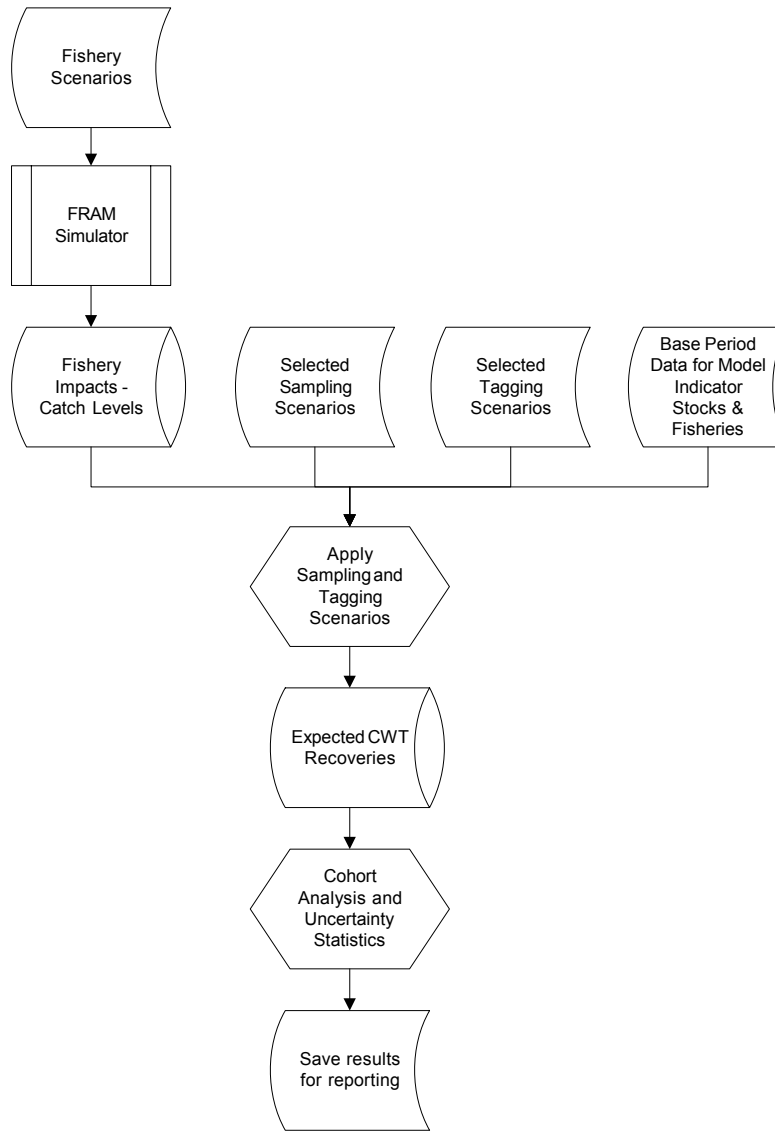 Fishery
Scenarios
FRAM
Simulator
Fishery
Impacts -
Catch Levels
Selected
Sampling
Scenarios
Selected
Tagging
Scenarios
Base Period
Data for Model
Indicator
Stocks &
Fisheries
Apply
Sampling and
Tagging
Scenarios
Expected CWT
Recoveries
Cohort
Analysis and
Uncertainty
Statistics
Save results
for reporting